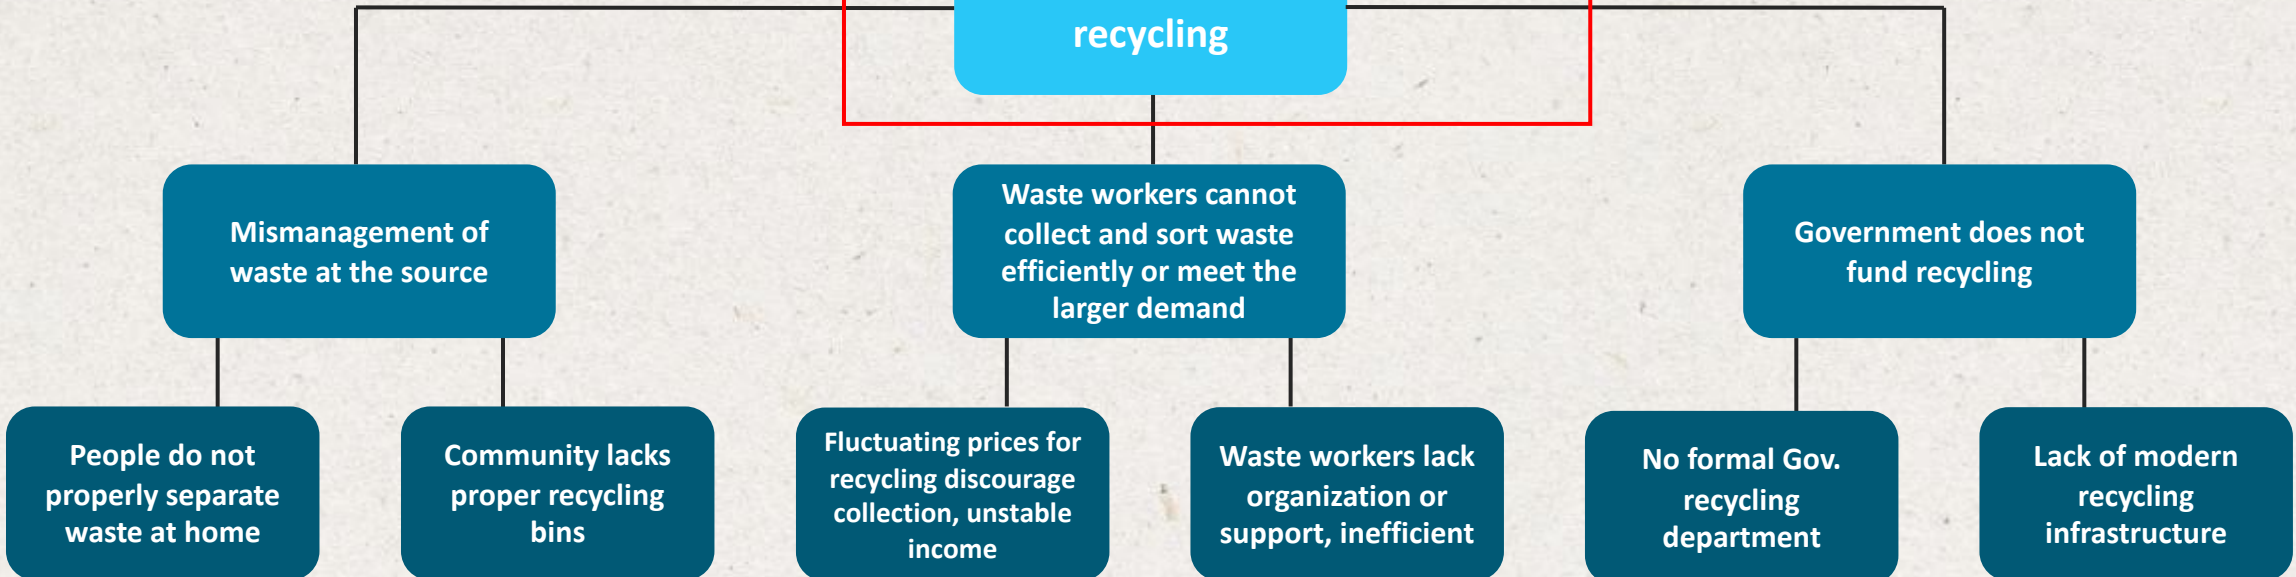 recycling
Mismanagement of
waste at the source
Waste workers cannot
collect and sort waste
efficiently or meet the
larger demand
Government does not
fund recycling
People do not
properly separate
waste at home
Community lacks
proper recycling
bins
Fluctuating prices for
recycling discourage
collection, unstable
income
Waste workers lack
organization or
support, inefficient
No formal Gov.
recycling
department
Lack of modern
recycling
infrastructure